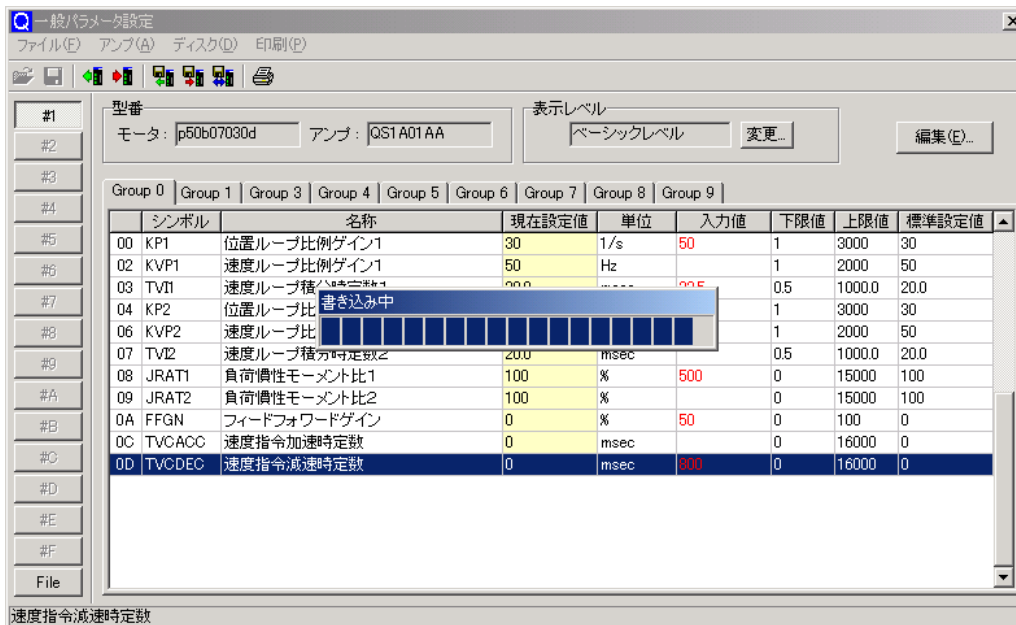 一般パラメータ設定
ファイル(F) アンプ(A) ディスク(D) 印刷(P)
#1
#2
#3
#4
#5
#6
#7
#8
#9
#A
#B
#C
#D
#E
#F
File
型番
モータ: p50b07030d アンプ: QS1A01AA
表示レベル
ベーシックレベル 変更...
編集(E)...
Group 0 Group 1 Group 3 Group 4 Group 5 Group 6 Group 7 Group 8 Group 9
シンボル 名称 現在設定値 単位 入力値 下限値 上限値 標準設定値
00 KP1 位置ループ比例ゲイン1 30 1/s 50 1 3000 30
02 KVP1 速度ループ比例ゲイン1 50 Hz 1 2000 50
03 TVI1 速度ループ積分時定数1 20.0 msec 22.5 0.5 1000.0 20.0
書き込み中
04 KP2 位置ループ比 1 3000 30
06 KVP2 速度ループ比 1 2000 50
07 TVI2 速度ループ積分時定数2 20.0 msec 0.5 1000.0 20.0
08 JRAT1 負荷慣性モーメント比1 100 % 500 0 15000 100
09 JRAT2 負荷慣性モーメント比2 100 % 0 15000 100
0A FFGN フィードフォワードゲイン 0 % 50 0 100 0
0C TVCACC 速度指令加速時定数 0 msec 0 16000 0
0D TVCDEC 速度指令減速時定数 0 msec 800 0 16000 0
速度指令減速時定数